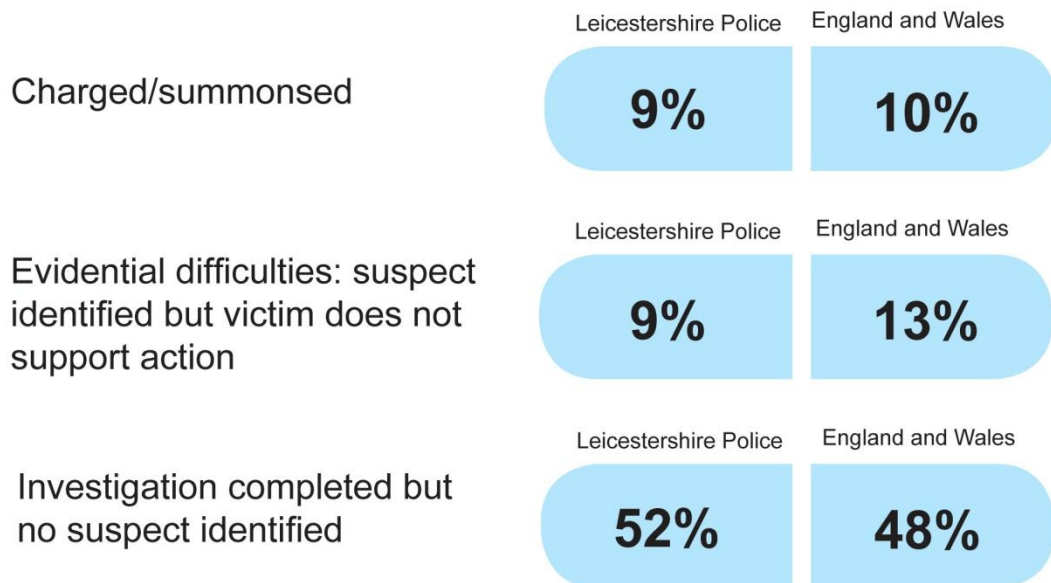 Leicestershire Police England and Wales
Charged/summonsed
9% 10%
Leicestershire Police England and Wales
Evidential difficulties: suspect
identified but victim does not
support action
9% 13%
Leicestershire Police England and Wales
Investigation completed but
no suspect identified
52% 48%